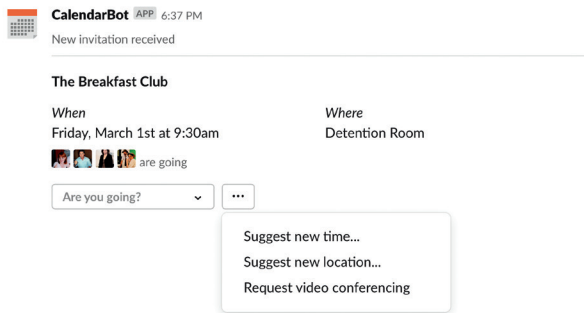 CalendarBot APP 6:37 PM
New invitation received
The Breakfast Club
When
Friday, March 1st at 9:30am
Where
Detention Room
are going
Are you going?
...
Suggest new time...
Suggest new location...
Request video conferencing